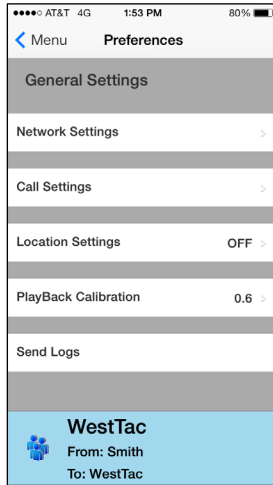 AT&T 4G 1:53 PM 80%
Menu Preferences
General Settings
Network Settings
Call Settings
Location Settings OFF
PlayBack Calibration 0.6
Send Logs
WestTac
From: Smith
To: WestTac